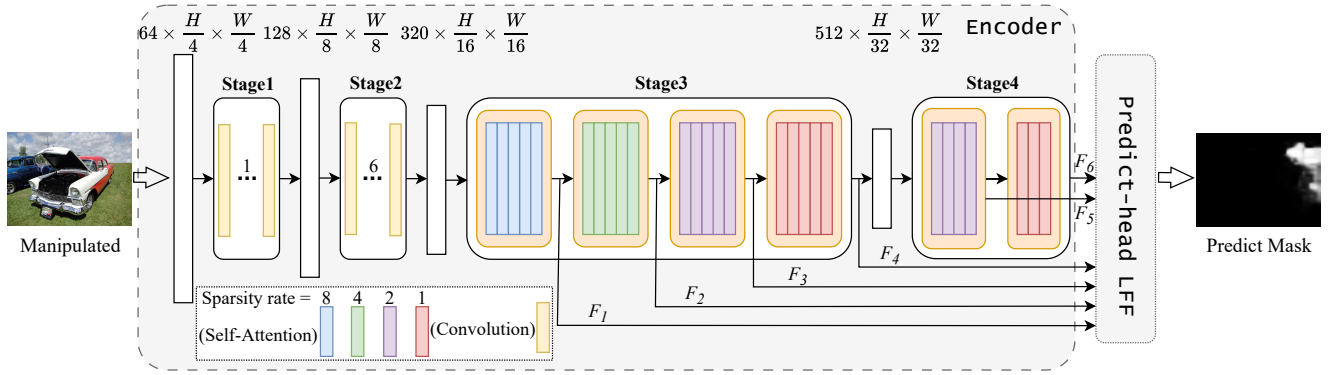 64 × H/4 × W/4 128 × H/8 × W/8 320 × H/16 × W/16 512 × H/32 × W/32 Encoder
Stage1 Stage2 Stage3 Stage4
1 ... 6 ...
Manipulated
F6
F5
F4
F3
F2
F1
Predict-head LFF
Predict Mask
Sparsity rate = 8 4 2 1
(Self-Attention) (Convolution)